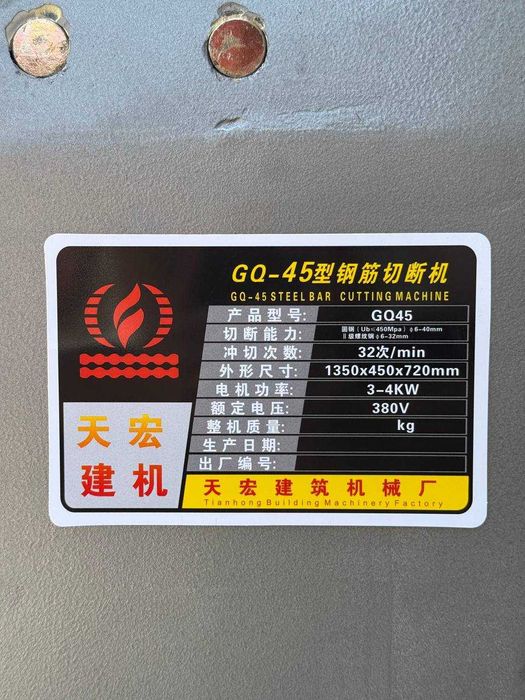 GQ-45型钢筋切断机
GQ-45 STEEL BAR CUTTING MACHINE
产品型号: GQ45
切断能力: 圆钢(Ub≤450Mpa)ϕ6-40mm
Ⅱ级螺纹钢ϕ6-32mm
冲切次数: 32次/min
外形尺寸: 1350x450x720mm
电机功率: 3-4KW
额定电压: 380V
整机质量: kg
生产日期:
出厂编号:
天宏
建机
天宏建筑机械厂
Tianhong Building Machinery Factory